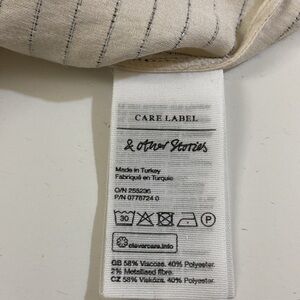 CARE LABEL
& Other Stories
Made in Turkey
Fabriqué en Turquie
O/N 255236
P/N 0778724 0
30 P
clevercare.info
GB 58% Viscose. 40% Polyester.
2% Metallised fibre.
CZ 58% Viskóza. 40% Polyester.